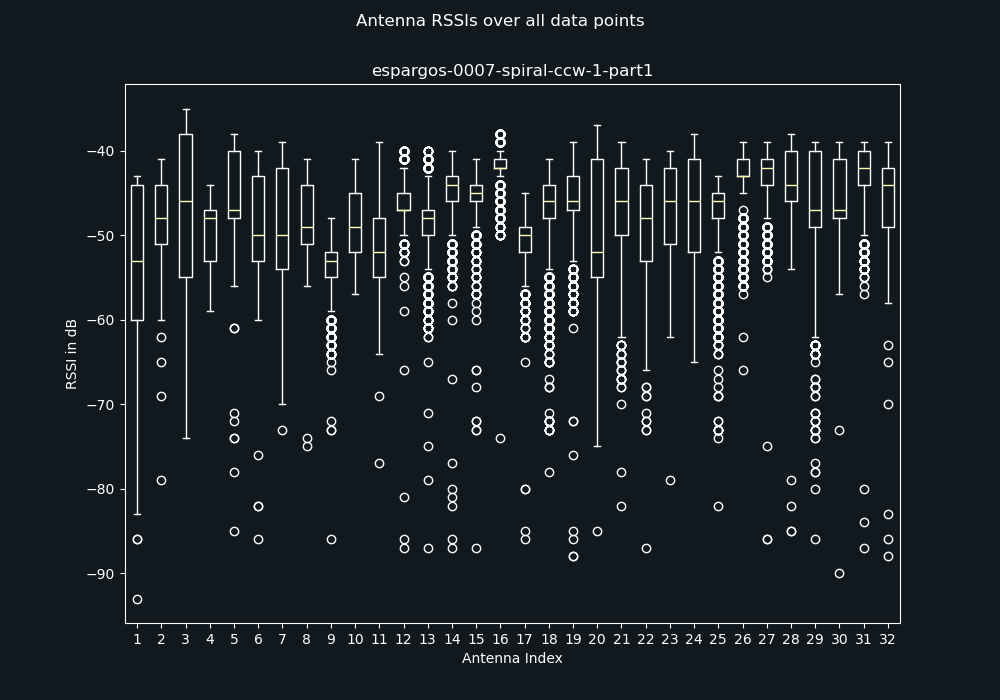 Antenna RSSIs over all data points
espargos-0007-spiral-ccw-1-part1
RSSI in dB
−40
−50
−60
−70
−80
−90
1 2 3 4 5 6 7 8 9 10 11 12 13 14 15 16 17 18 19 20 21 22 23 24 25 26 27 28 29 30 31 32
Antenna Index